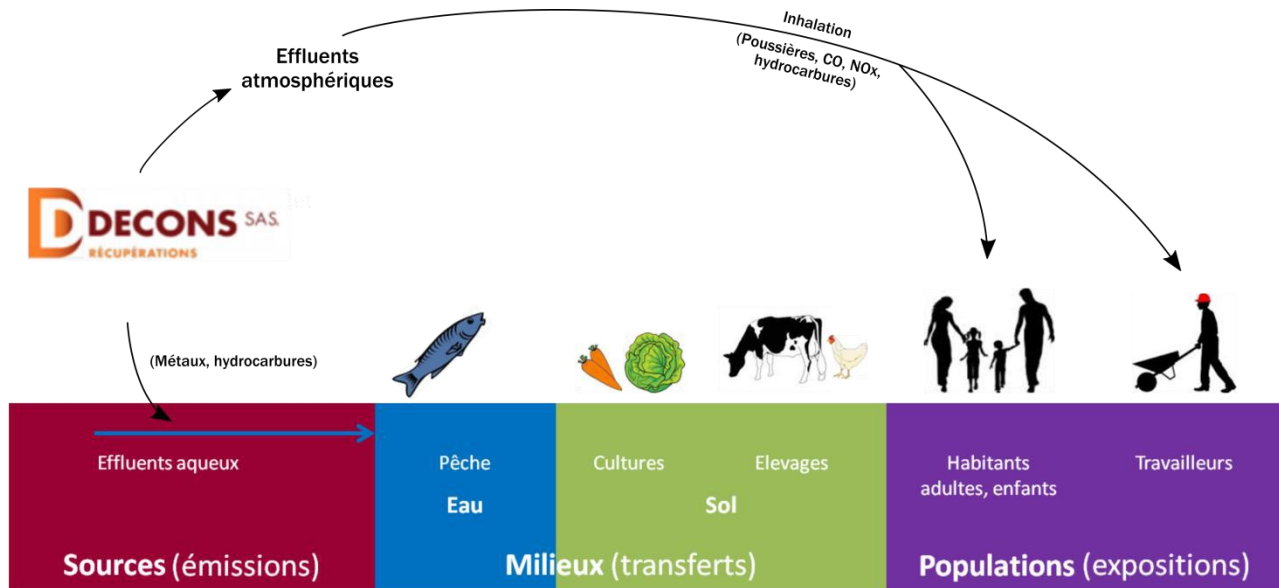 Inhalation
(Poussières, CO, NOx,
hydrocarbures)
Effluents
atmosphériques
DECONS SAS.
RÉCUPÉRATIONS
(Métaux, hydrocarbures)
Effluents aqueux
Pêche
Cultures
Elevages
Habitants
adultes, enfants
Travailleurs
Eau
Sol
Sources (émissions)
Milieux (transferts)
Populations (expositions)